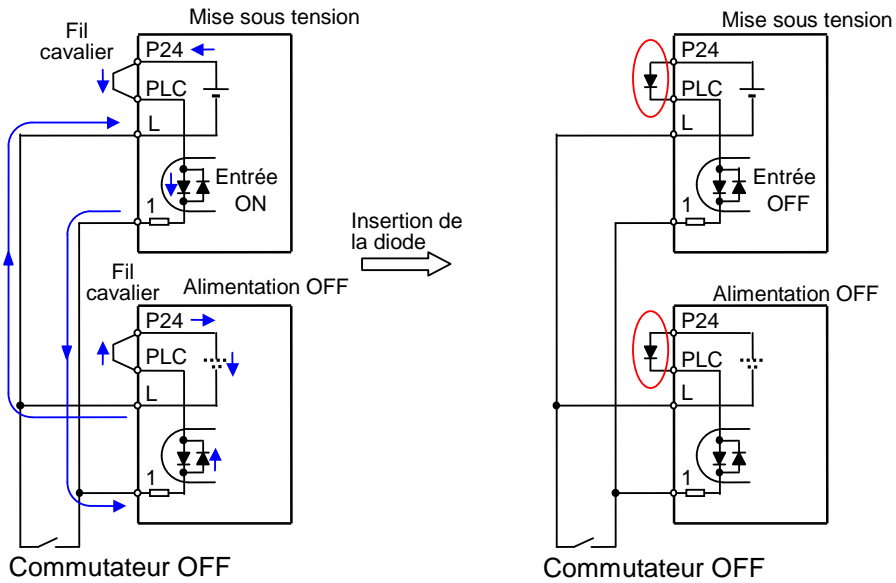 Mise sous tension
Fil
cavalier
P24
PLC
L
Entrée
ON
1
Fil
cavalier
Alimentation OFF
P24
PLC
L
1
Commutateur OFF
Insertion de
la diode
Mise sous tension
P24
PLC
L
Entrée
OFF
1
Alimentation OFF
P24
PLC
L
1
Commutateur OFF